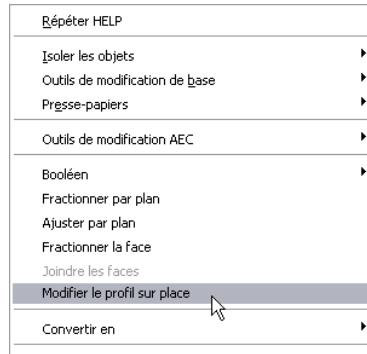 Répéter HELP
Isoler les objets
Outils de modification de base
Presse-papiers
Outils de modification AEC
Booléen
Fractionner par plan
Ajuster par plan
Fractionner la face
Joindre les faces
Modifier le profil sur place
Convertir en